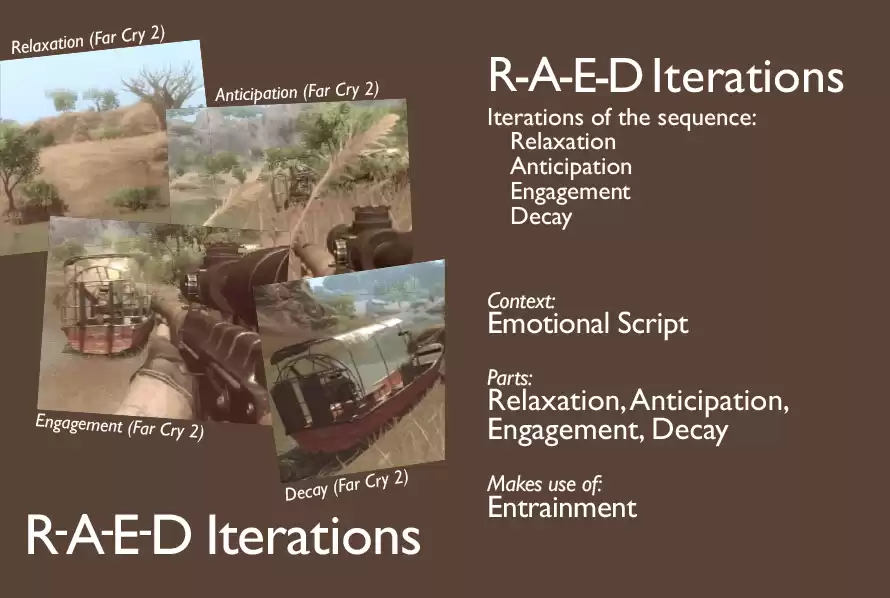 Relaxation (Far Cry 2)
Anticipation (Far Cry 2)
Engagement (Far Cry 2)
Decay (Far Cry 2)
R-A-E-D Iterations
R-A-E-D Iterations
Iterations of the sequence:
Relaxation
Anticipation
Engagement
Decay
Context:
Emotional Script
Parts:
Relaxation, Anticipation,
Engagement, Decay
Makes use of:
Entrainment